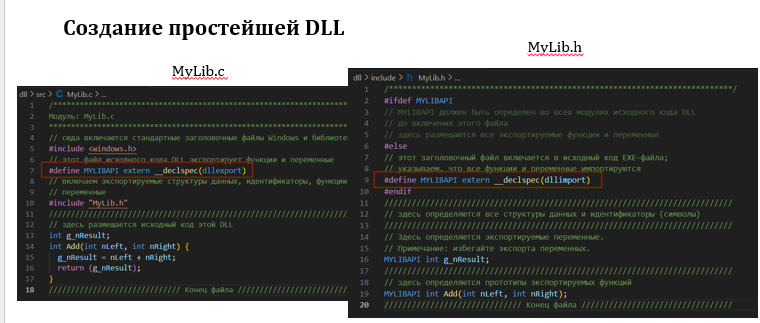 Создание простейшей DLL
MyLib.c
dll > src > C MyLib.c > ...
1 /***************************************************************************
2 Модуль: MyLib.c
3 ***************************************************************************
4 // сюда включаются стандартные заголовочные файлы Windows и библиоте
5 #include <windows.h>
6 // этот файл исходного кода DLL экспортирует функции и переменные
7 #define MYLIBAPI extern __declspec(dllexport)
8 // включаем экспортируемые структуры данных, идентификаторы, функции
9 // переменные
10 #include "MyLib.h"
11 ///////////////////////////////////////////////////////////////////////////
12 // здесь размещается исходный код этой DLL
13 int g_nResult;
14 int Add(int nLeft, int nRight) {
15 g_nResult = nLeft + nRight;
16 return (g_nResult);
17 }
18 ///////////////////////////// Конец файла /////////////////////////
MyLib.h
dll > include > h MyLib.h > ...
1 /***************************************************************************/
2 #ifdef MYLIBAPI
3 // MYLIBAPI должен быть определен во всех модулях исходного кода DLL
4 // до включения этого файла
5 // здесь размещаются все экспортируемые функции и переменные
6 #else
7 // этот заголовочный файл включается в исходный код EXE-файла;
8 // указываем, что все функции и переменные импортируются
9 #define MYLIBAPI extern __declspec(dllimport)
10 #endif
11 ///////////////////////////////////////////////////////////////////////////
12 // здесь определяются все структуры данных и идентификаторы (символы)
13 ///////////////////////////////////////////////////////////////////////////
14 // Здесь определяются экспортируемые переменные.
15 // Примечание: избегайте экспорта переменных.
16 MYLIBAPI int g_nResult;
17 ///////////////////////////////////////////////////////////////////////////
18 // здесь определяются прототипы экспортируемых функций
19 MYLIBAPI int Add(int nLeft, int nRight);
20 ////////////////////////////// Конец файла ////////////////////////////////